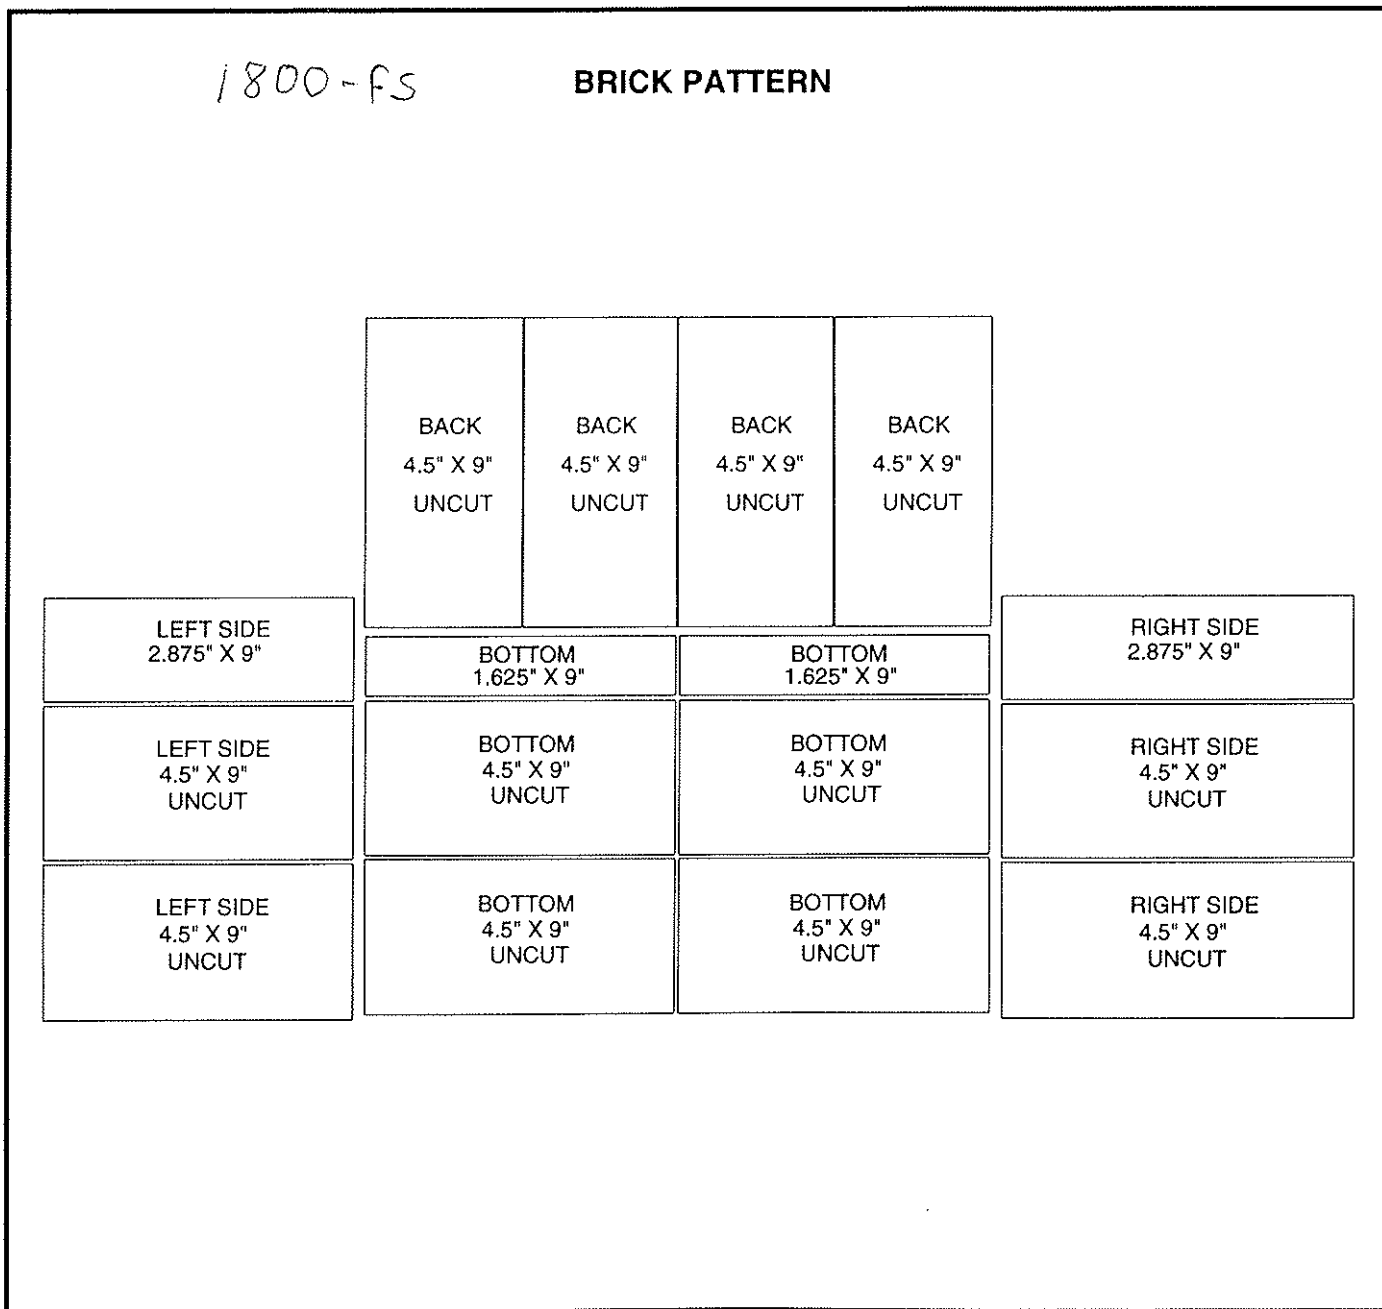 1800-FS
BRICK PATTERN
BACK
4.5" X 9"
UNCUT
BACK
4.5" X 9"
UNCUT
BACK
4.5" X 9"
UNCUT
BACK
4.5" X 9"
UNCUT
LEFT SIDE
2.875" X 9"
BOTTOM
1.625" X 9"
BOTTOM
1.625" X 9"
RIGHT SIDE
2.875" X 9"
LEFT SIDE
4.5" X 9"
UNCUT
BOTTOM
4.5" X 9"
UNCUT
BOTTOM
4.5" X 9"
UNCUT
RIGHT SIDE
4.5" X 9"
UNCUT
LEFT SIDE
4.5" X 9"
UNCUT
BOTTOM
4.5" X 9"
UNCUT
BOTTOM
4.5" X 9"
UNCUT
RIGHT SIDE
4.5" X 9"
UNCUT